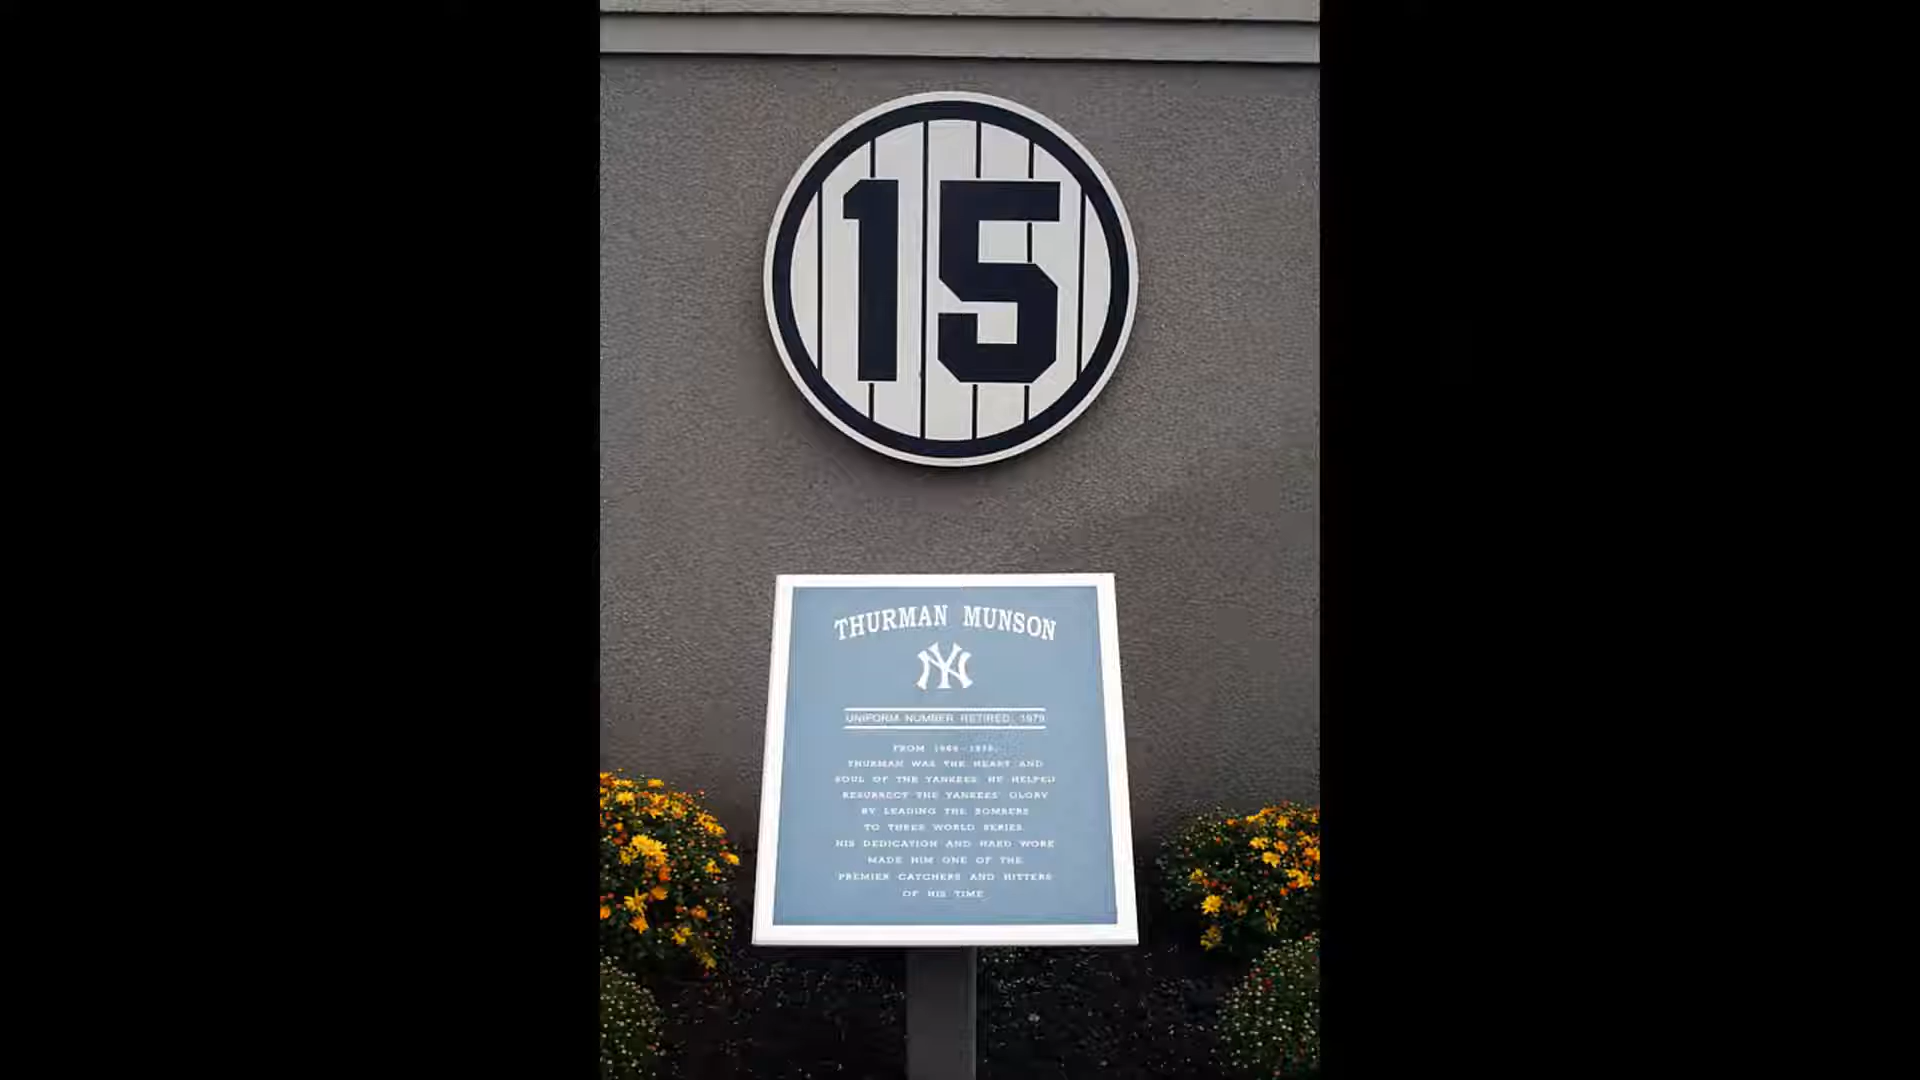 15
THURMAN MUNSON
NY
UNIFORM NUMBER RETIRED, 1979
FROM 1969-1979,
THURMAN WAS THE HEART AND
SOUL OF THE YANKEES. HE HELPED
RESURRECT THE YANKEES' GLORY
BY LEADING THE BOMBERS
TO THREE WORLD SERIES.
HIS DEDICATION AND HARD WORK
MADE HIM ONE OF THE
PREMIER CATCHERS AND HITTERS
OF HIS TIME.